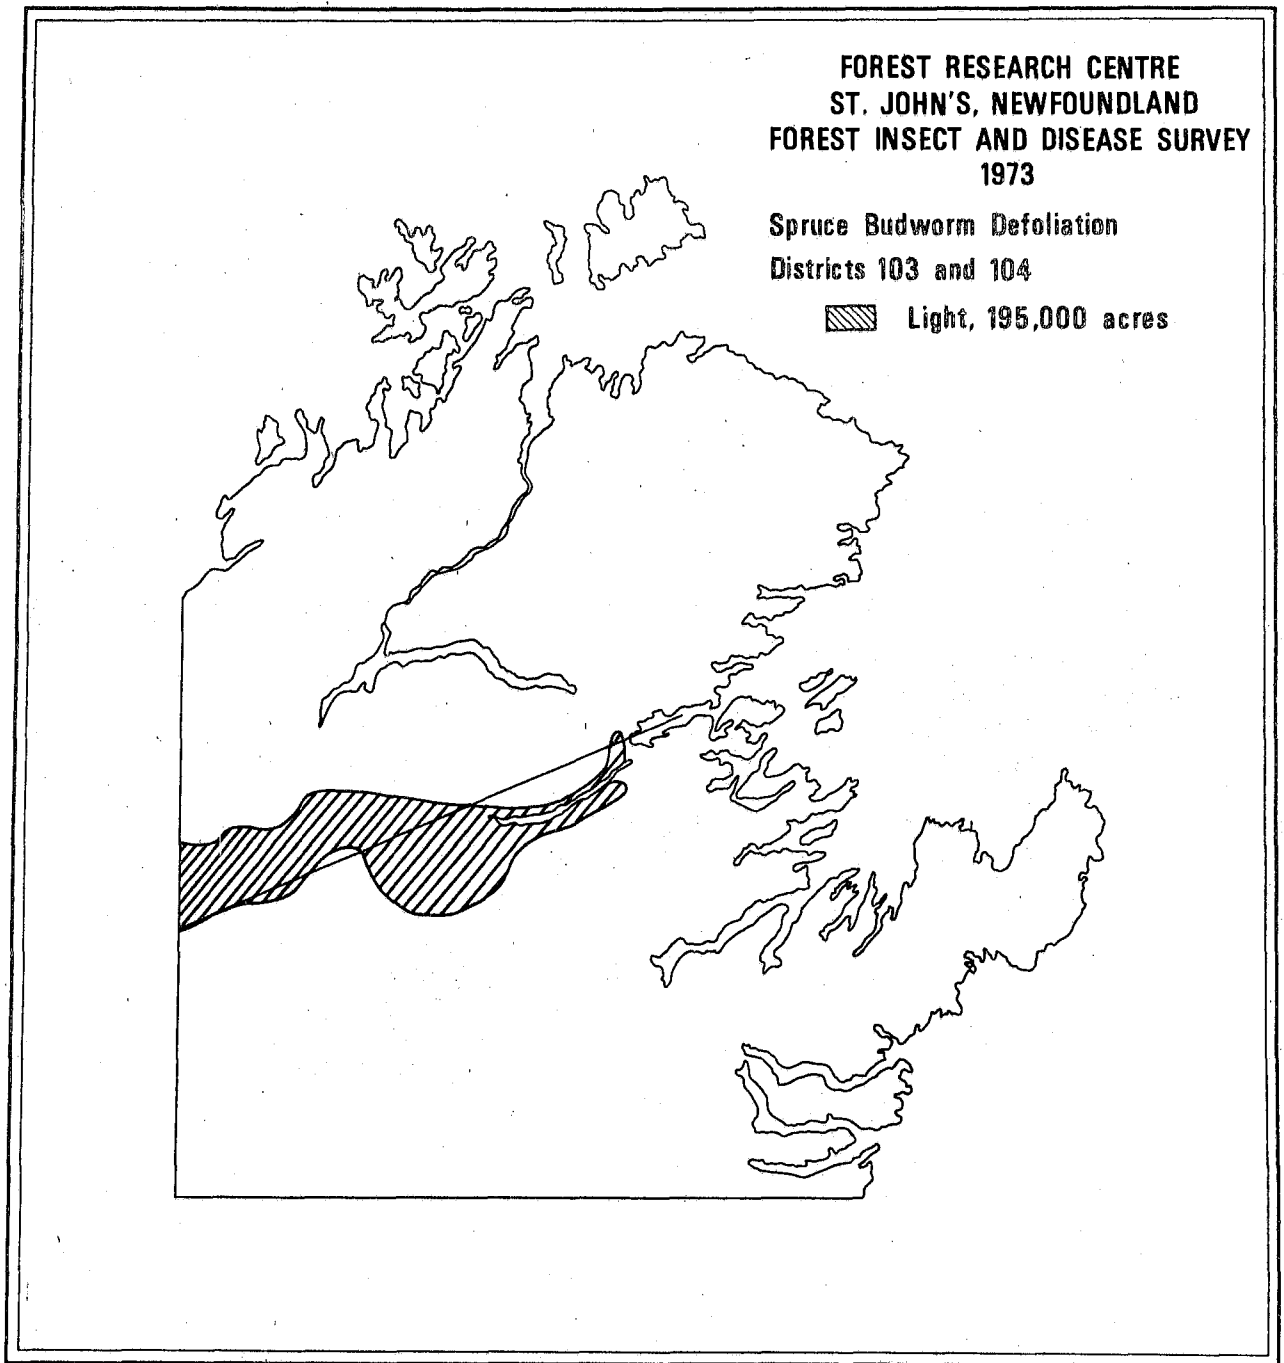 FOREST RESEARCH CENTRE
ST. JOHN'S, NEWFOUNDLAND
FOREST INSECT AND DISEASE SURVEY
1973
Spruce Budworm Defoliation
Districts 103 and 104
Light, 195,000 acres